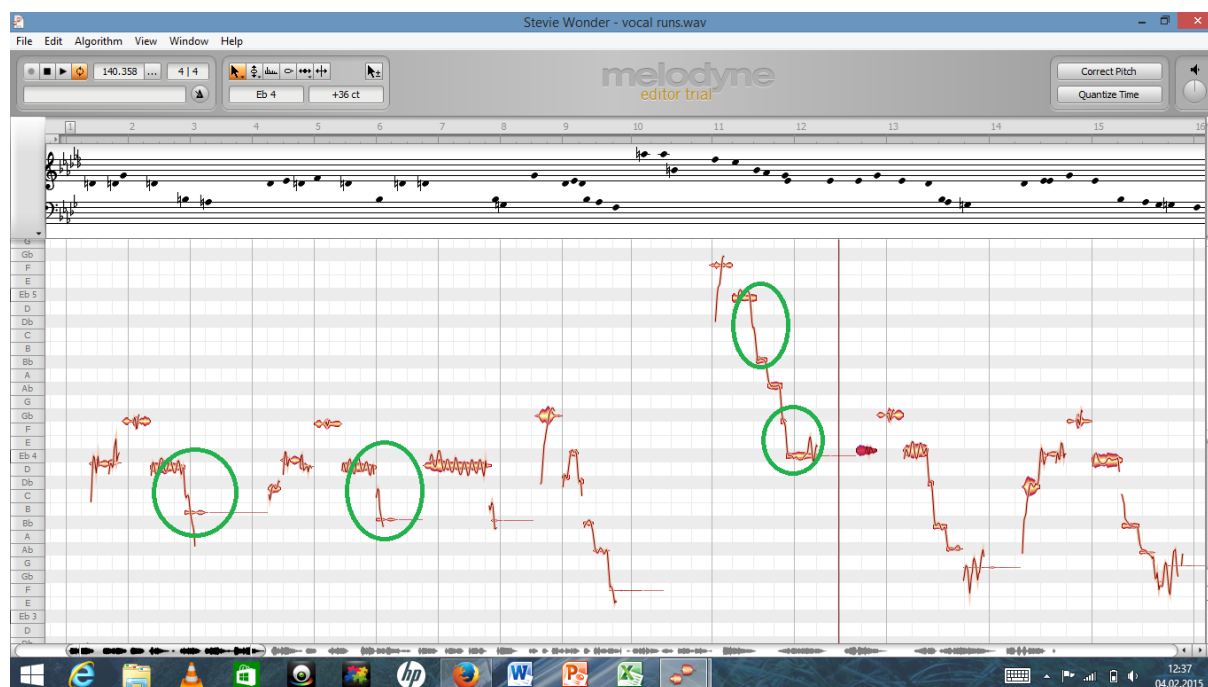 Stevie Wonder - vocal runs.wav
File Edit Algorithm View Window Help
140.358 ... 4|4
Eb 4 +36 ct
melodyne
editor trial
Correct Pitch
Quantize Time
1 2 3 4 5 6 7 8 9 10 11 12 13 14 15 16
G
Gb
F
E
Eb 5
D
Db
C
B
Bb
A
Ab
G
Gb
F
E
Eb 4
D
Db
C
B
Bb
A
Ab
G
Gb
F
E
Eb 3
D
Db
hp
12:37
04.02.2015